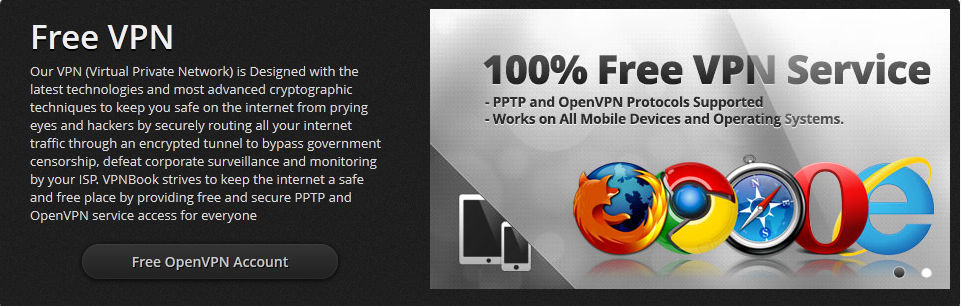 Free VPN
Our VPN (Virtual Private Network) is Designed with the
latest technologies and most advanced cryptographic
techniques to keep you safe on the internet from prying
eyes and hackers by securely routing all your internet
traffic through an encrypted tunnel to bypass government
censorship, defeat corporate surveillance and monitoring
by your ISP. VPNBook strives to keep the internet a safe
and free place by providing free and secure PPTP and
OpenVPN service access for everyone
Free OpenVPN Account
100% Free VPN Service
- PPTP and OpenVPN Protocols Supported
- Works on All Mobile Devices and Operating Systems.